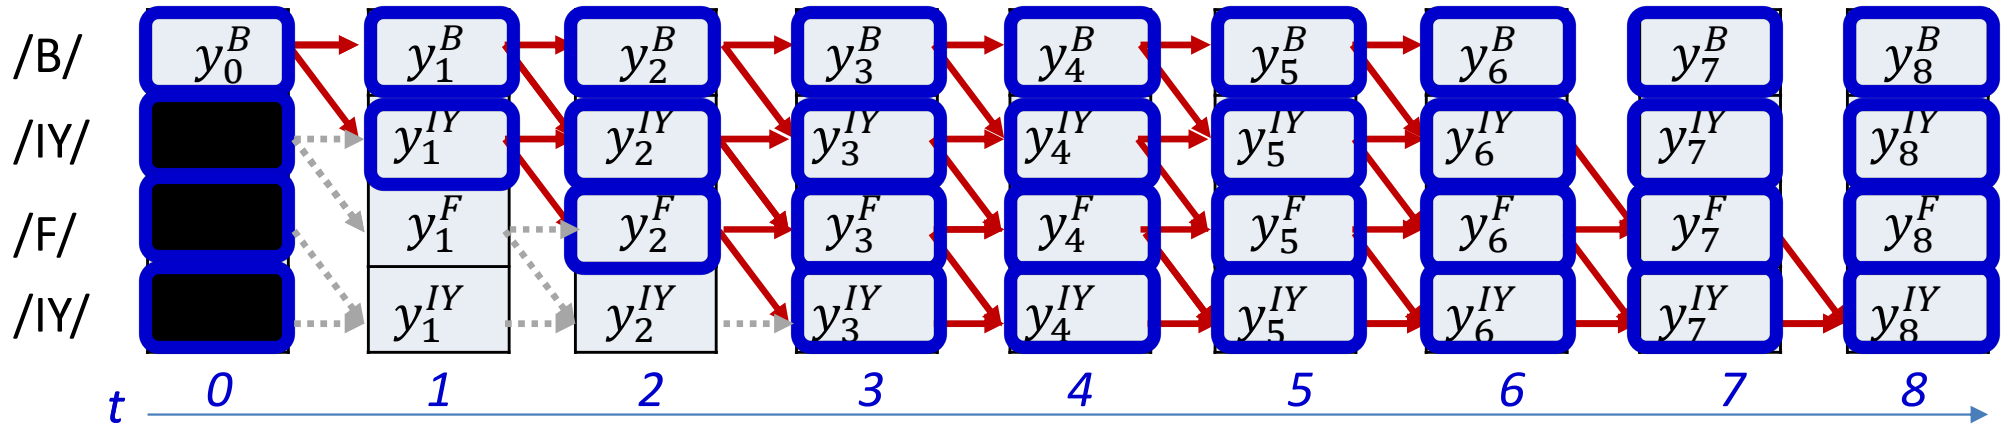 /B/ y_0^B y_1^B y_2^B y_3^B y_4^B y_5^B y_6^B y_7^B y_8^B
/IY/ y_1^{IY} y_2^{IY} y_3^{IY} y_4^{IY} y_5^{IY} y_6^{IY} y_7^{IY} y_8^{IY}
/F/ y_1^F y_2^F y_3^F y_4^F y_5^F y_6^F y_7^F y_8^F
/IY/ y_1^{IY} y_2^{IY} y_3^{IY} y_4^{IY} y_5^{IY} y_6^{IY} y_7^{IY} y_8^{IY}
t 0 1 2 3 4 5 6 7 8